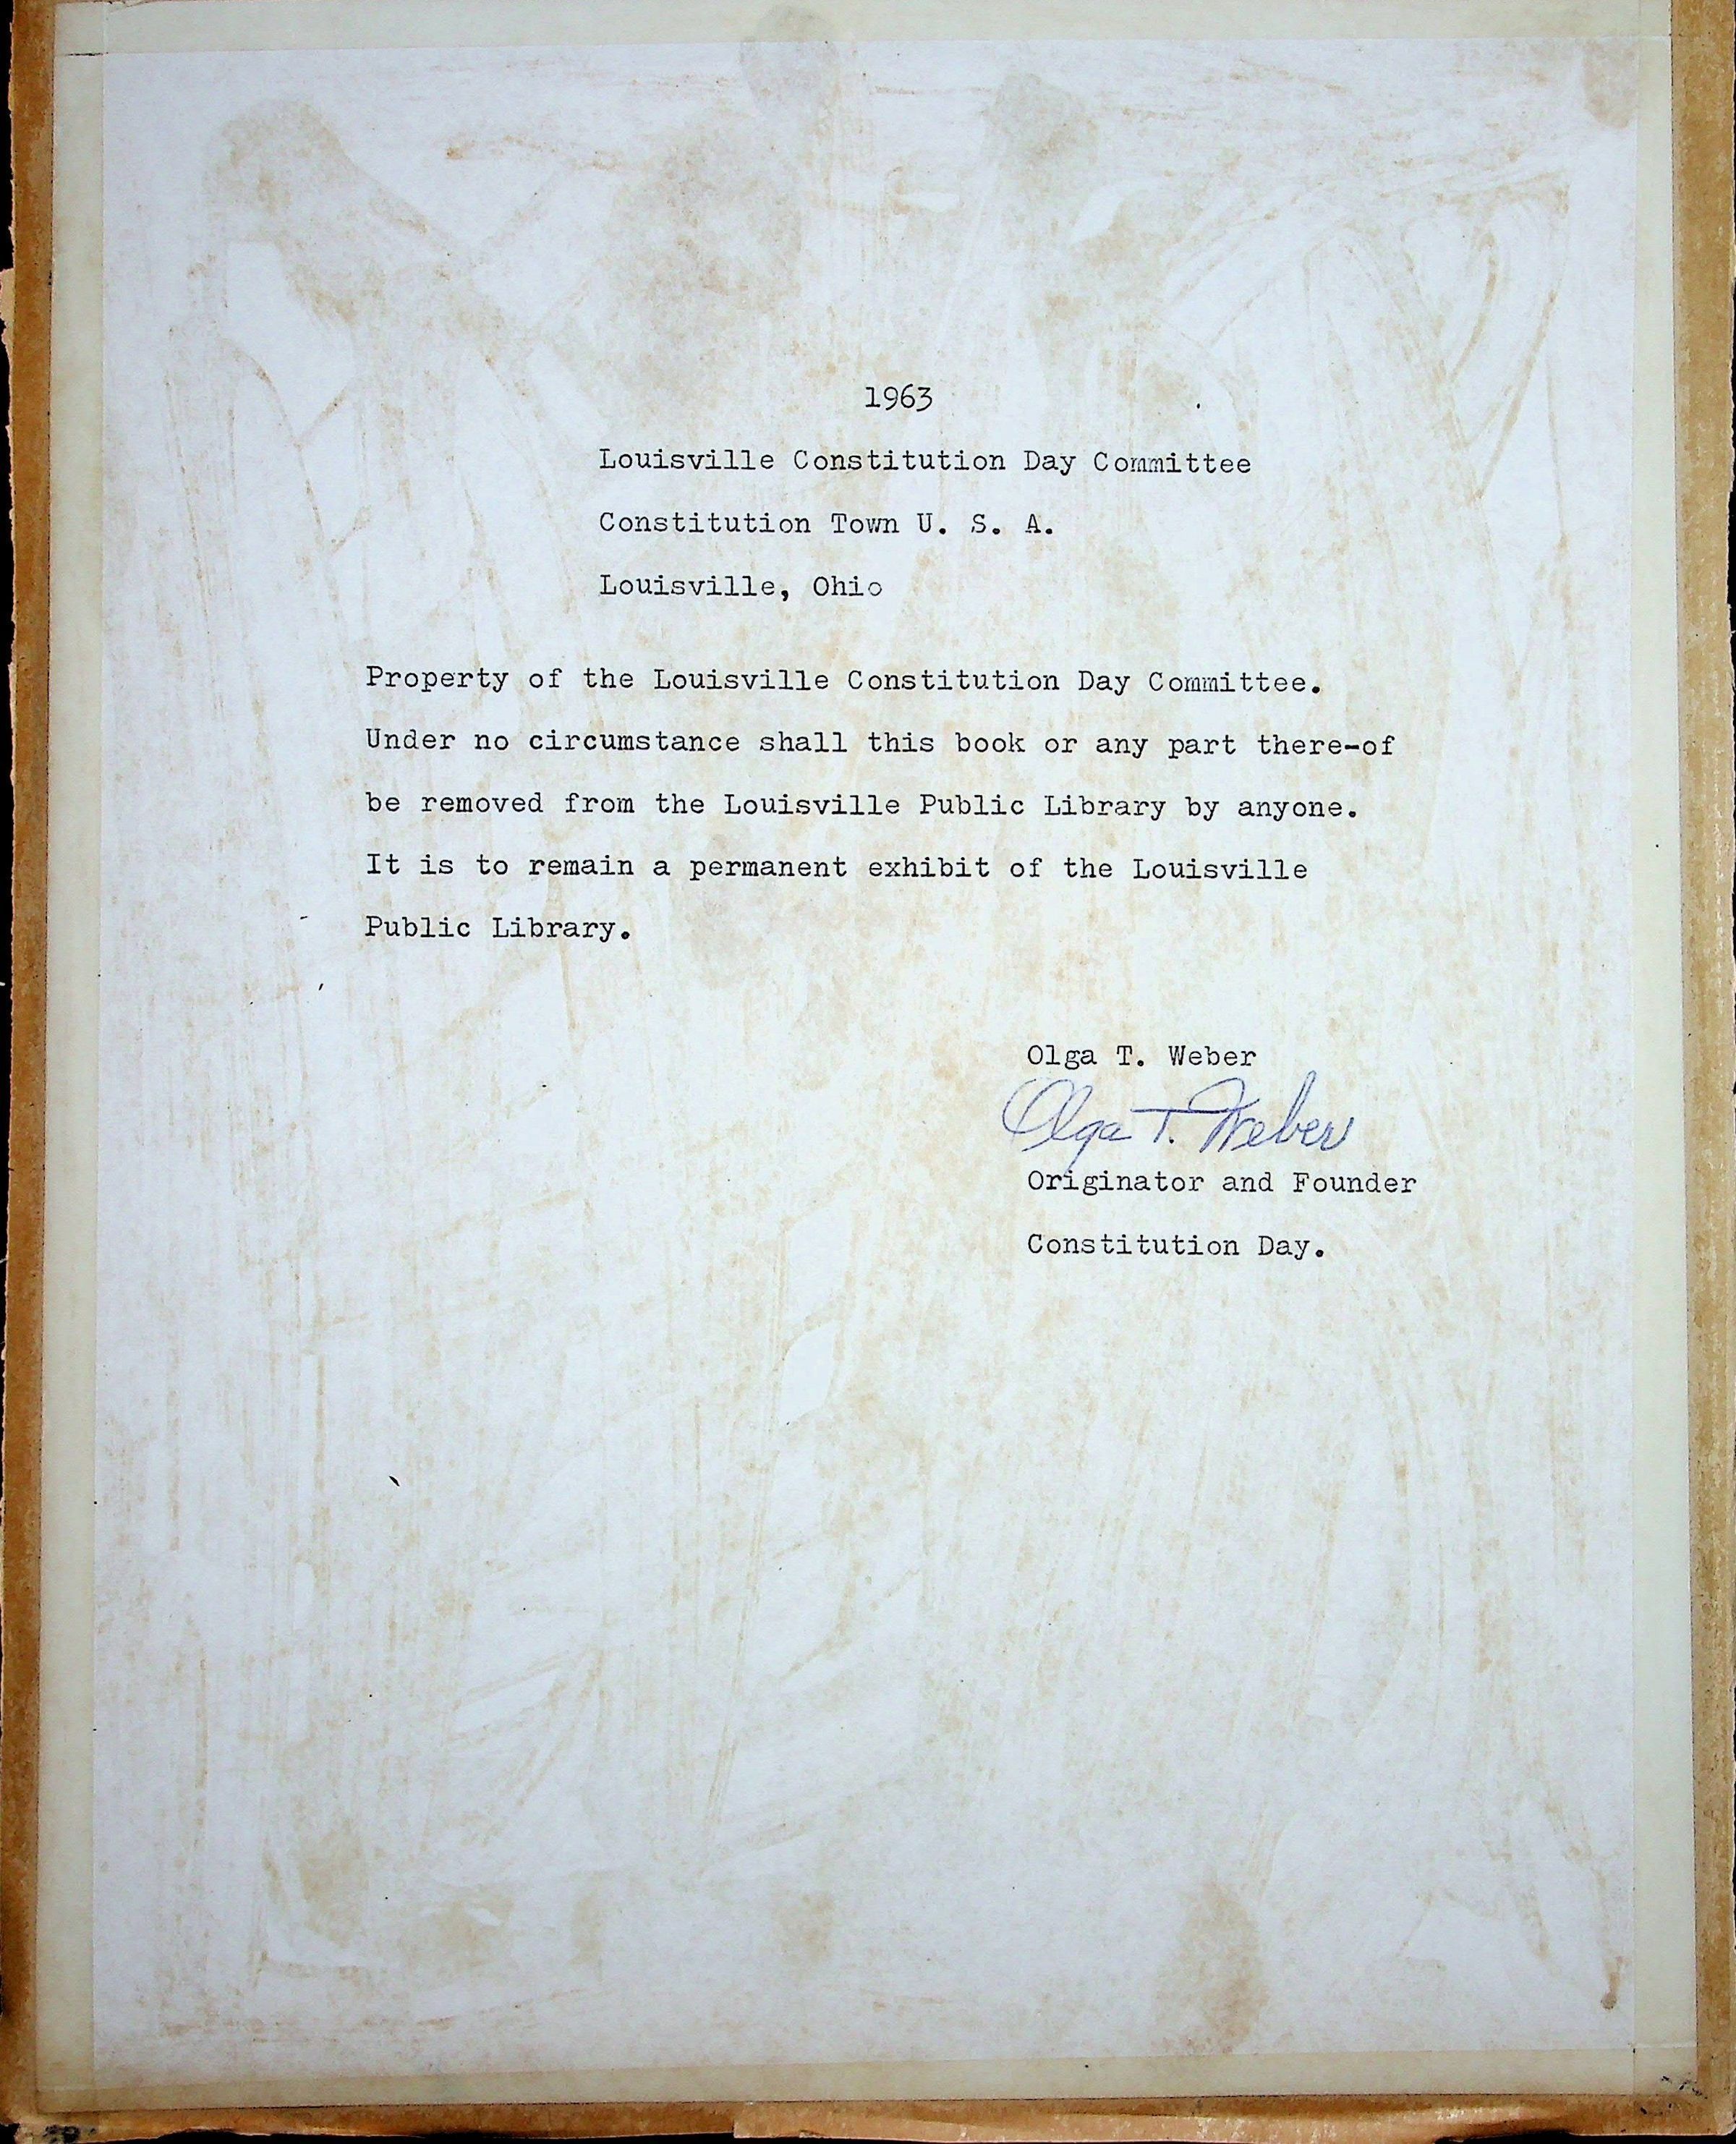 1963
Louisville Constitution Day Committee
Constitution Town U. S. A.
Louisville, Ohio
Property of the Louisville Constitution Day Committee.
Under no circumstance shall this book or any part there-of
be removed from the Louisville Public Library by anyone.
It is to remain a permanent exhibit of the Louisville
Public Library.
Olga T. Weber
Olga T. Weber
Originator and Founder
Constitution Day.